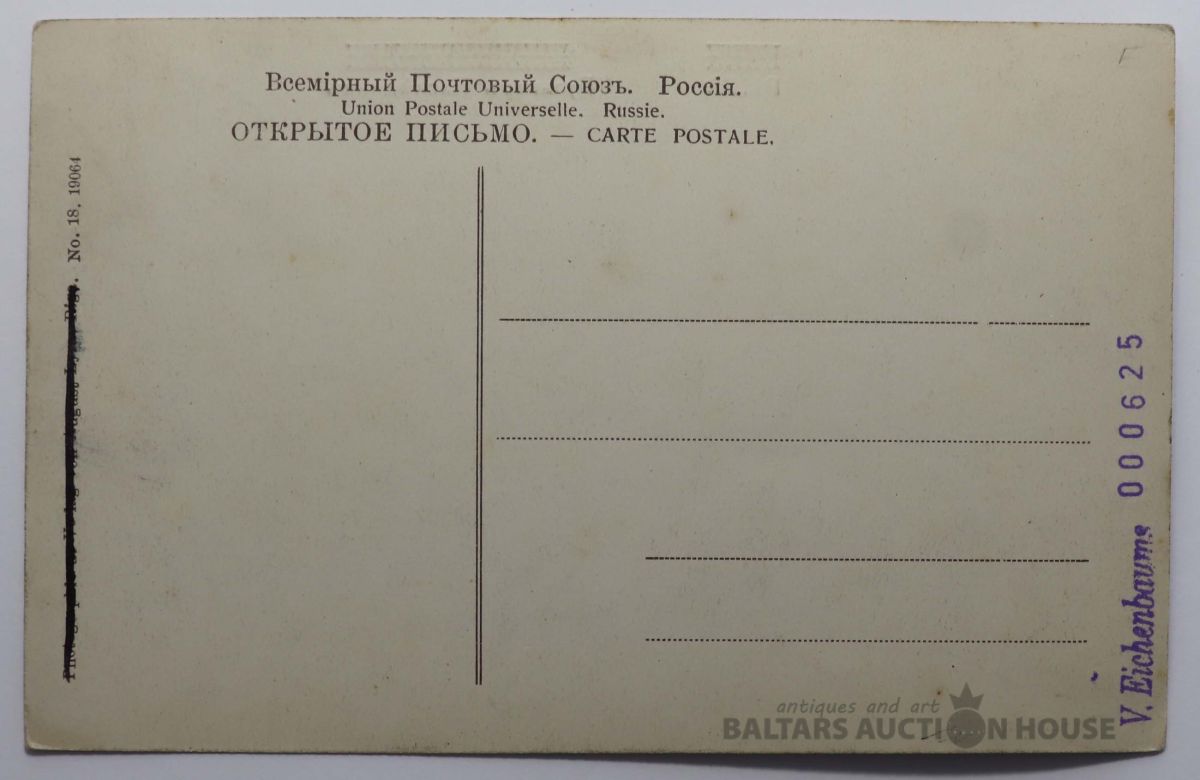 Всемірный Почтовый Союзъ. Россія.
Union Postale Universelle. Russie.
ОТКРЫТОЕ ПИСЬМО. — CARTE POSTALE.
No. 18. 19064
V. Eichenbaums 000625
antiques and art
BALTARS AUCTION HOUSE